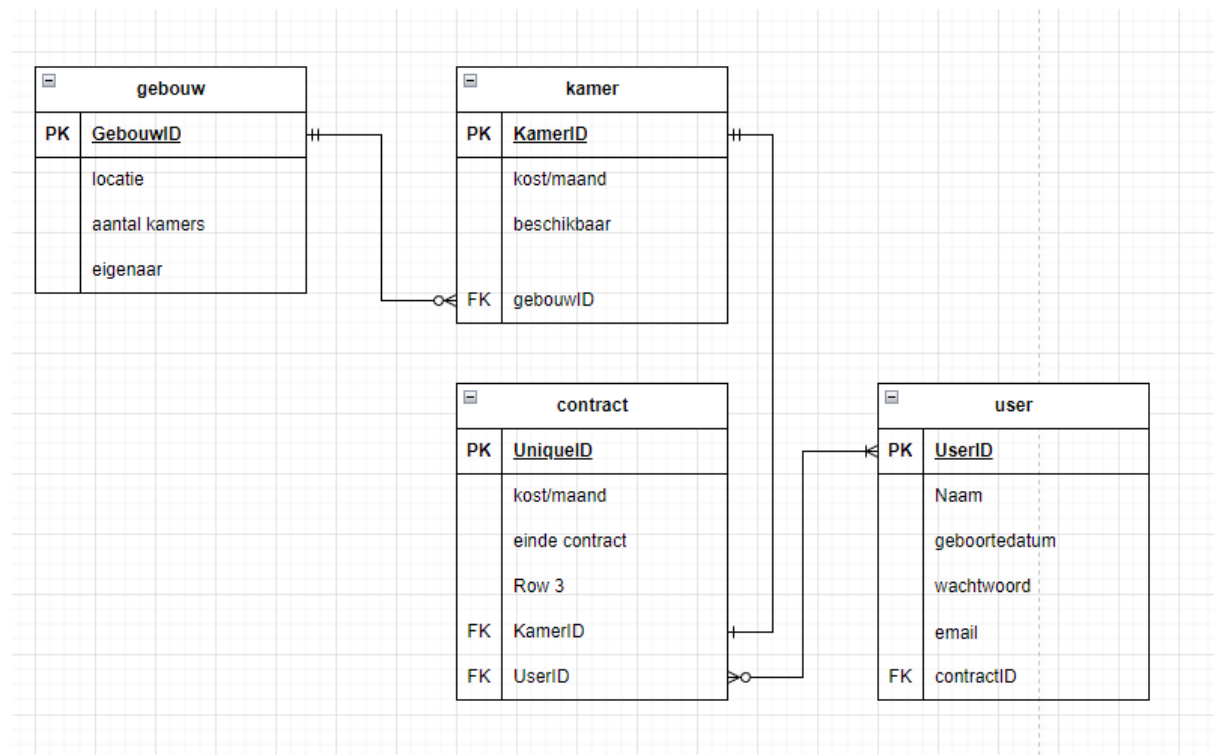 gebouw
PK GebouwID
locatie
aantal kamers
eigenaar
kamer
PK KamerID
kost/maand
beschikbaar
FK gebouwID
contract
PK UniqueID
kost/maand
einde contract
Row 3
FK KamerID
FK UserID
user
PK UserID
Naam
geboortedatum
wachtwoord
email
FK contractID